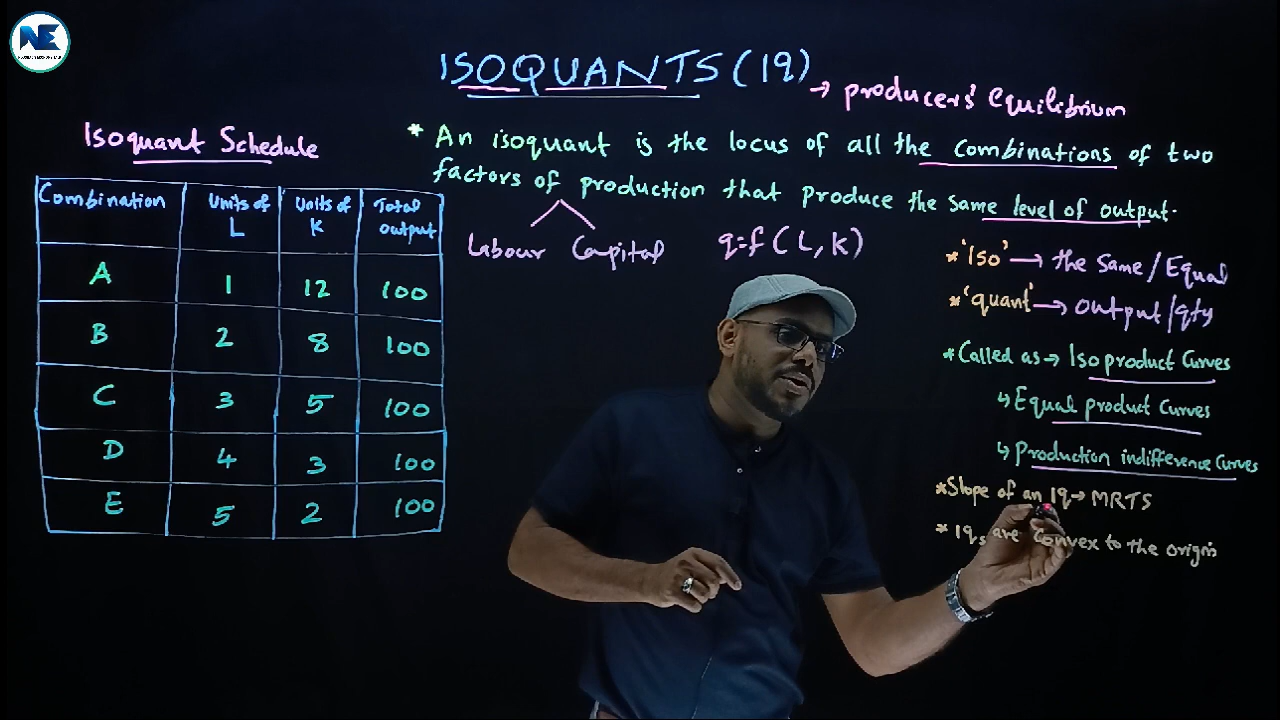 NE
ISOQUANTS (IQ)
→ producers' Equilibrium
Isoquant Schedule
* An isoquant is the locus of all the combinations of two
factors of production that produce the same level of output.
Labour Capital q=f(L,K)
Combination Units of L Units of K Total output
A 1 12 100
B 2 8 100
C 3 5 100
D 4 3 100
E 5 2 100
* 'Iso' → the same/Equal
* 'quant' → output/qty
* Called as → Iso product Curves
↳ Equal product Curves
↳ Production indifference Curves
* Slope of an IQ → MRTS
* IQs are Convex to the origin